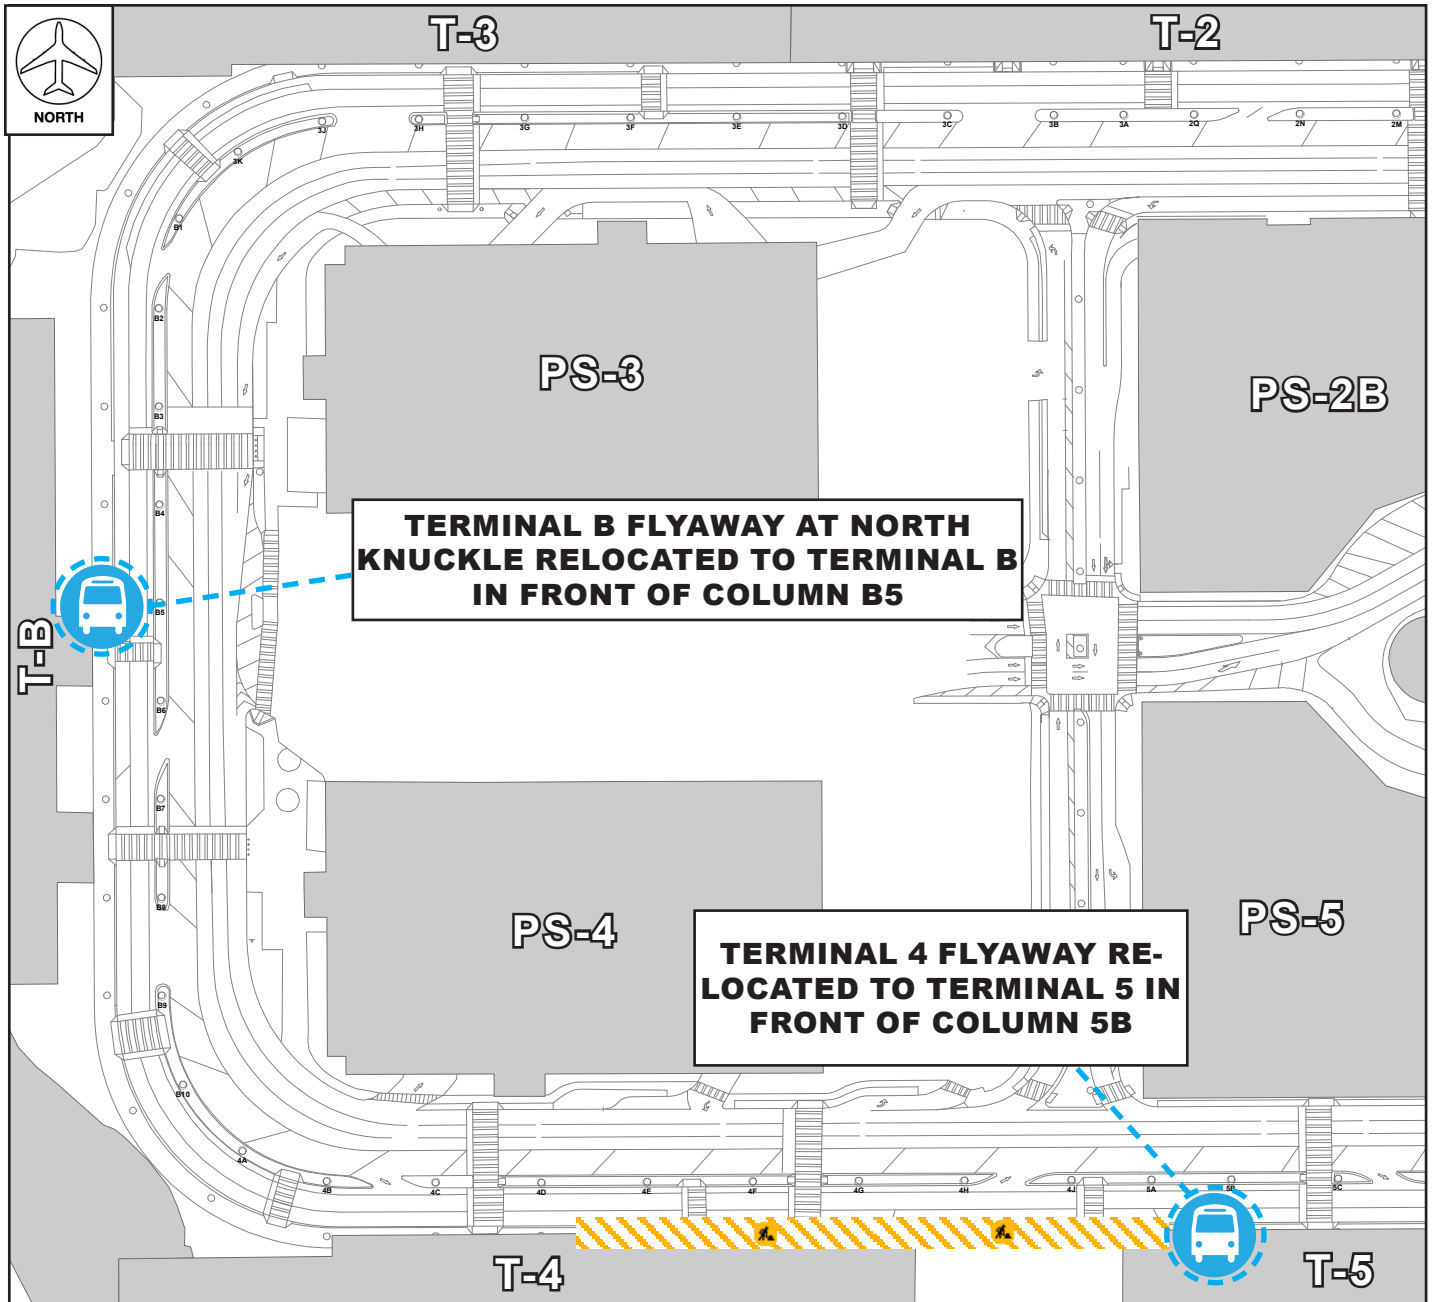 NORTH
T-3
T-2
3J
3H
3G
3F
3E
3D
3C
3B
3A
2Q
2N
2M
3K
B1
B2
B3
B4
B5
B6
B7
B8
B9
B10
PS-3
PS-2B
TERMINAL B FLYAWAY AT NORTH
KNUCKLE RELOCATED TO TERMINAL B
IN FRONT OF COLUMN B5
T-B
PS-4
PS-5
TERMINAL 4 FLYAWAY RE-
LOCATED TO TERMINAL 5 IN
FRONT OF COLUMN 5B
4A
4B
4C
4D
4E
4F
4G
4H
4J
5A
5B
5C
T-4
T-5